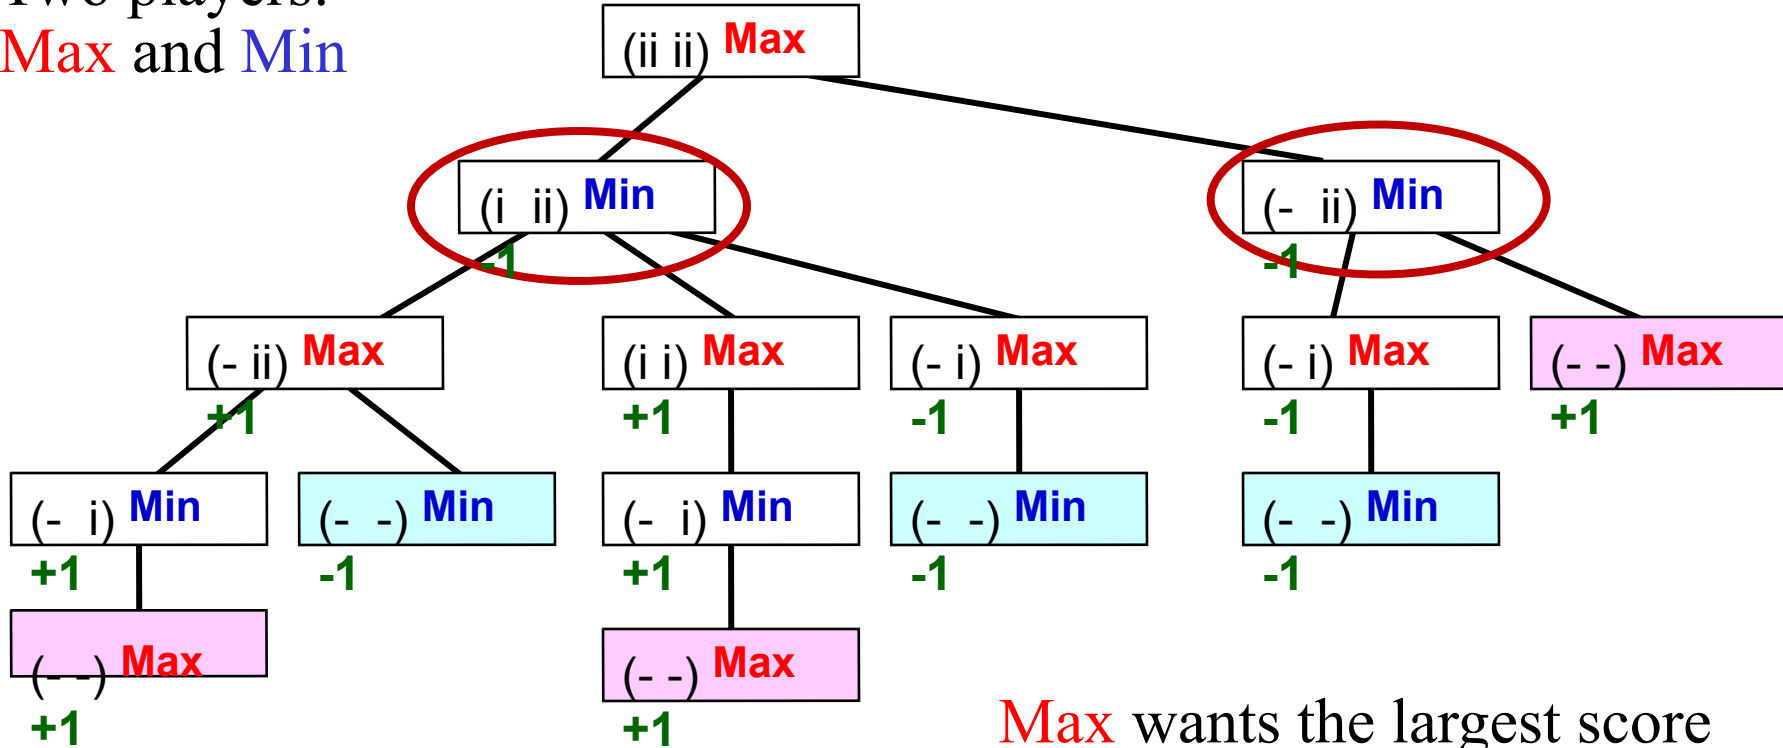 Two players:
Max and Min
(ii ii) Max
(i ii) Min
-1
(- ii) Min
-1
(- ii) Max
+1
(i i) Max
+1
(- i) Max
-1
(- i) Max
-1
(- -) Max
+1
(- i) Min
+1
(- -) Min
-1
(- i) Min
+1
(- -) Min
-1
(- -) Min
-1
(- -) Max
+1
(- -) Max
+1
Max wants the largest score